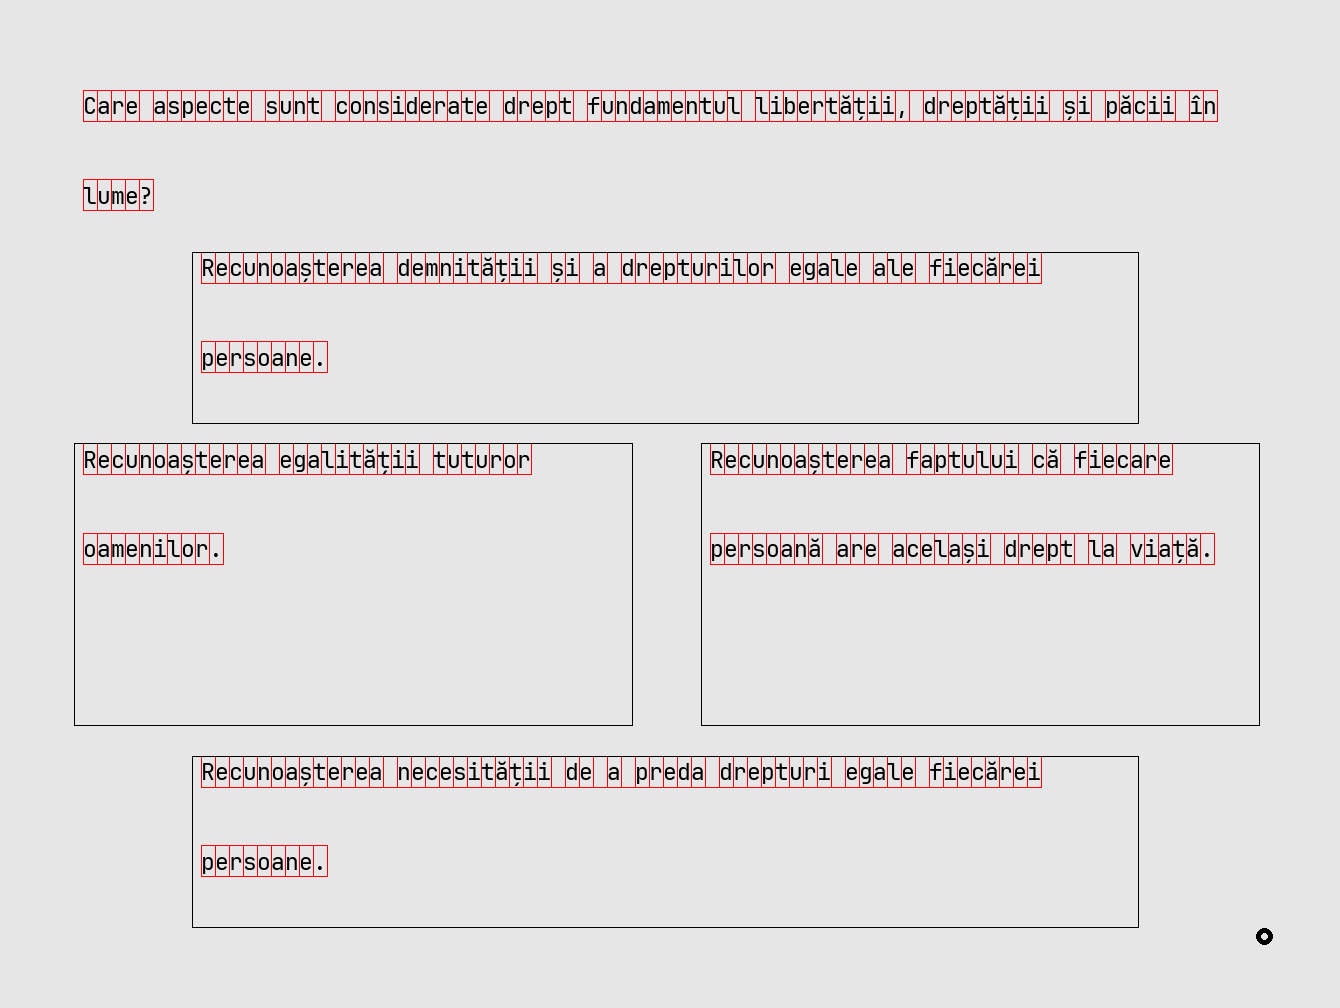 Care aspecte sunt considerate drept fundamentul libertății, dreptății și păcii în
lume?
Recunoașterea demnității și a drepturilor egale ale fiecărei
persoane.
Recunoașterea egalității tuturor
oamenilor.
Recunoașterea faptului că fiecare
persoană are același drept la viață.
Recunoașterea necesității de a preda drepturi egale fiecărei
persoane.